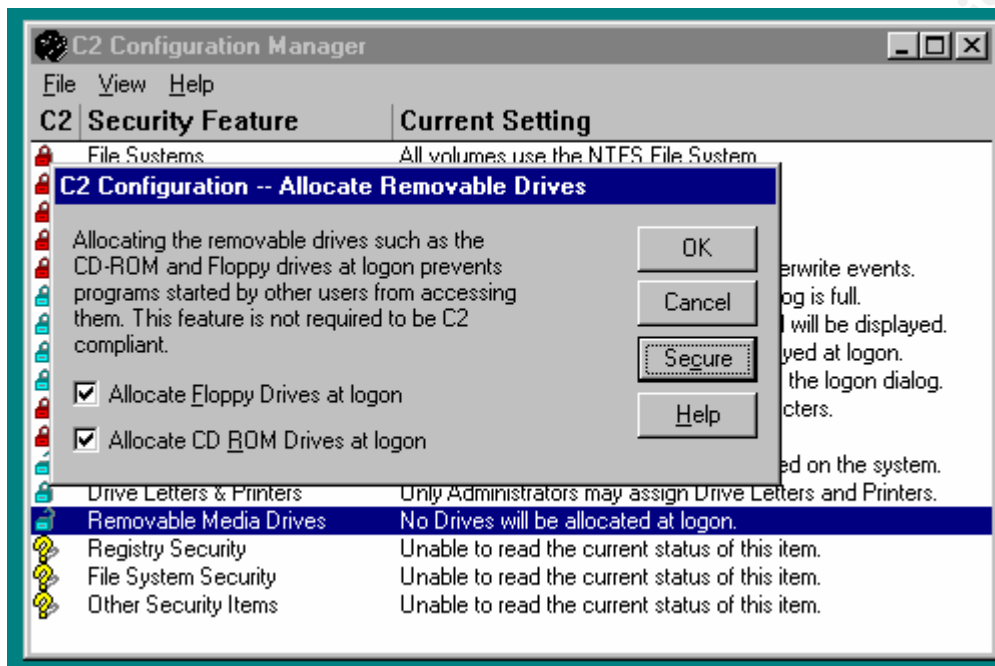 C2 Configuration Manager
File View Help
C2 Security Feature Current Setting
File Systems All volumes use the NTFS File System
C2 Configuration -- Allocate Removable Drives
Allocating the removable drives such as the
CD-ROM and Floppy drives at logon prevents
programs started by other users from accessing
them. This feature is not required to be C2
compliant.
Allocate Floppy Drives at logon
Allocate CD ROM Drives at logon
OK
Cancel
Secure
Help
erwrite events.
og is full.
will be displayed.
yed at logon.
the logon dialog.
cters.
ed on the system.
Drive Letters & Printers Only Administrators may assign Drive Letters and Printers.
Removable Media Drives No Drives will be allocated at logon.
Registry Security Unable to read the current status of this item.
File System Security Unable to read the current status of this item.
Other Security Items Unable to read the current status of this item.